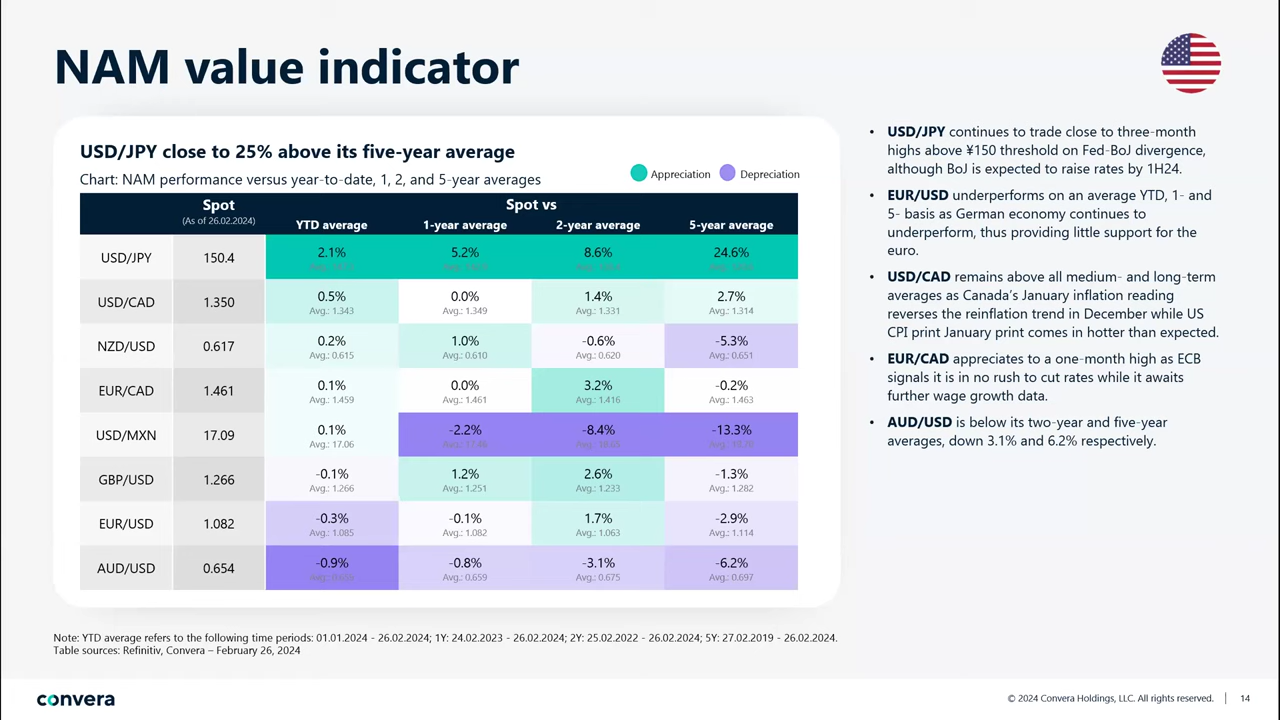 NAM value indicator
USD/JPY close to 25% above its five-year average
Chart: NAM performance versus year-to-date, 1, 2, and 5-year averages
Appreciation Depreciation
Spot Spot vs
(As of 26.02.2024) YTD average 1-year average 2-year average 5-year average
USD/JPY 150.4 2.1% 5.2% 8.6% 24.6%
USD/CAD 1.350 0.5% 0.0% 1.4% 2.7%
Avg.: 1.343 Avg.: 1.349 Avg.: 1.331 Avg.: 1.314
NZD/USD 0.617 0.2% 1.0% -0.6% -5.3%
Avg.: 0.615 Avg.: 0.610 Avg.: 0.620 Avg.: 0.651
EUR/CAD 1.461 0.1% 0.0% 3.2% -0.2%
Avg.: 1.459 Avg.: 1.461 Avg.: 1.416 Avg.: 1.463
USD/MXN 17.09 0.1% -2.2% -8.4% -13.3%
Avg.: 17.06
GBP/USD 1.266 -0.1% 1.2% 2.6% -1.3%
Avg.: 1.266 Avg.: 1.251 Avg.: 1.233 Avg.: 1.282
EUR/USD 1.082 -0.3% -0.1% 1.7% -2.9%
Avg.: 1.085 Avg.: 1.082 Avg.: 1.063 Avg.: 1.114
AUD/USD 0.654 -0.9% -0.8% -3.1% -6.2%
Avg.: 0.659 Avg.: 0.675 Avg.: 0.697
• USD/JPY continues to trade close to three-month
highs above ¥150 threshold on Fed-BoJ divergence,
although BoJ is expected to raise rates by 1H24.
• EUR/USD underperforms on an average YTD, 1- and
5- basis as German economy continues to
underperform, thus providing little support for the
euro.
• USD/CAD remains above all medium- and long-term
averages as Canada's January inflation reading
reverses the reinflation trend in December while US
CPI print January print comes in hotter than expected.
• EUR/CAD appreciates to a one-month high as ECB
signals it is in no rush to cut rates while it awaits
further wage growth data.
• AUD/USD is below its two-year and five-year
averages, down 3.1% and 6.2% respectively.
Note: YTD average refers to the following time periods: 01.01.2024 - 26.02.2024; 1Y: 24.02.2023 - 26.02.2024; 2Y: 25.02.2022 - 26.02.2024; 5Y: 27.02.2019 - 26.02.2024.
Table sources: Refinitiv, Convera – February 26, 2024
convera
© 2024 Convera Holdings, LLC. All rights reserved. | 14